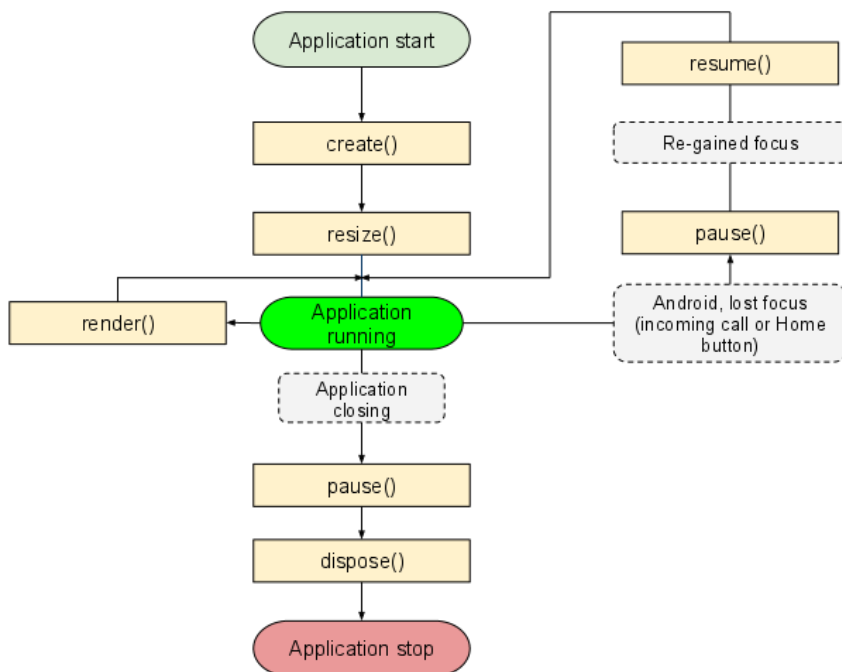 Application start
resume()
create()
Re-gained focus
resize()
pause()
render()
Application
running
Android, lost focus
(incoming call or Home
button)
Application
closing
pause()
dispose()
Application stop